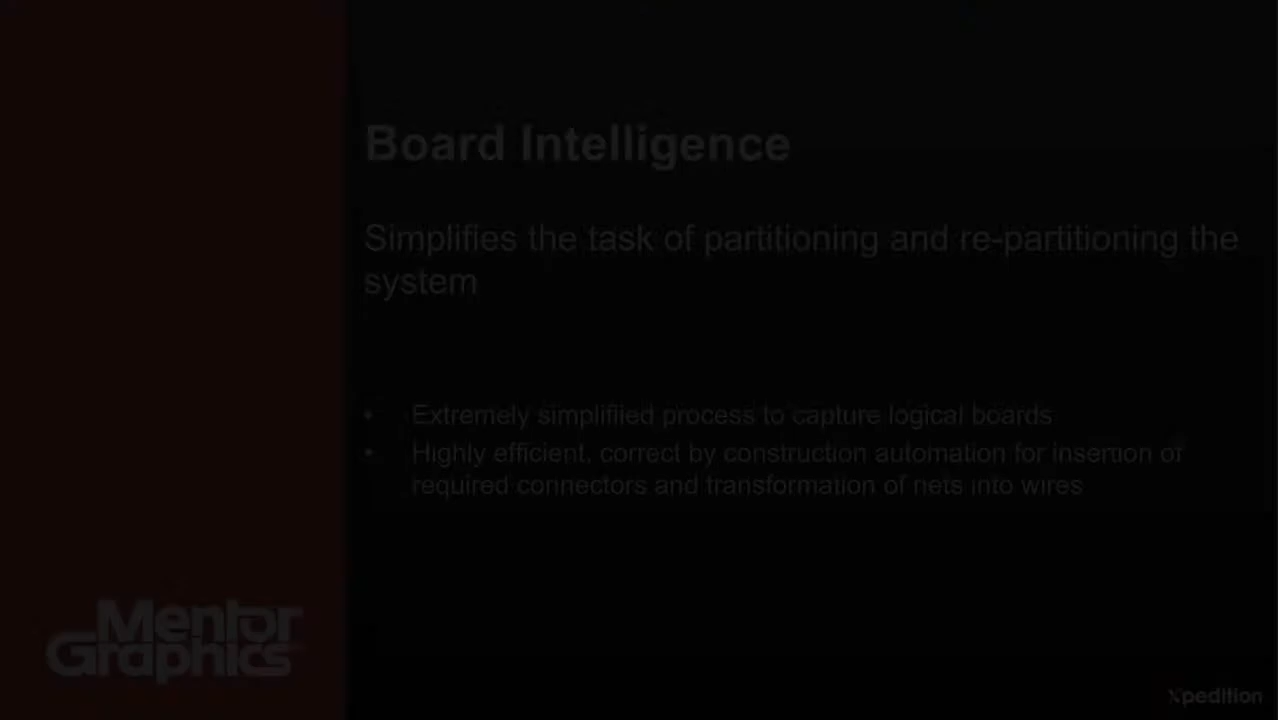 Board Intelligence
Simplifies the task of partitioning and re-partitioning the
system
• Extremely simplifiied process to capture logical boards
• Highly efficient, correct by construction automation for insertion of
required connectors and transformation of nets into wires
Mentor
Graphics
Xpedition